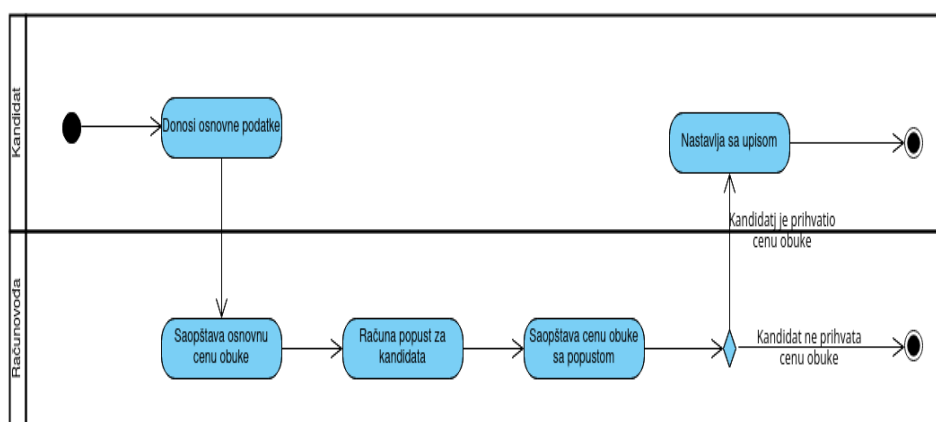 Kandidat
Donosi osnovne podatke
Nastavlja sa upisom
Kandidatj je prihvatio
cenu obuke
Računovođa
Saopštava osnovnu
cenu obuke
Računa popust za
kandidata
Saopštava cenu obuke
sa popustom
Kandidat ne prihvata
cenu obuke